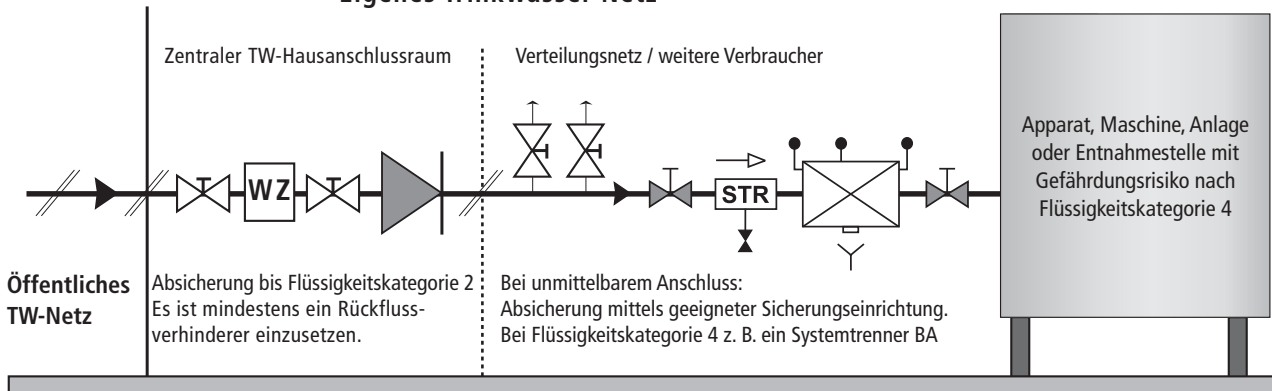 Eigenes Trinkwasser-Netz
Zentraler TW-Hausanschlussraum
Verteilungsnetz / weitere Verbraucher
Apparat, Maschine, Anlage
oder Entnahmestelle mit
Gefährdungsrisiko nach
Flüssigkeitskategorie 4
WZ
STR
Öffentliches
TW-Netz
Absicherung bis Flüssigkeitskategorie 2
Es ist mindestens ein Rückfluss-
verhinderer einzusetzen.
Bei unmittelbarem Anschluss:
Absicherung mittels geeigneter Sicherungseinrichtung.
Bei Flüssigkeitskategorie 4 z. B. ein Systemtrenner BA